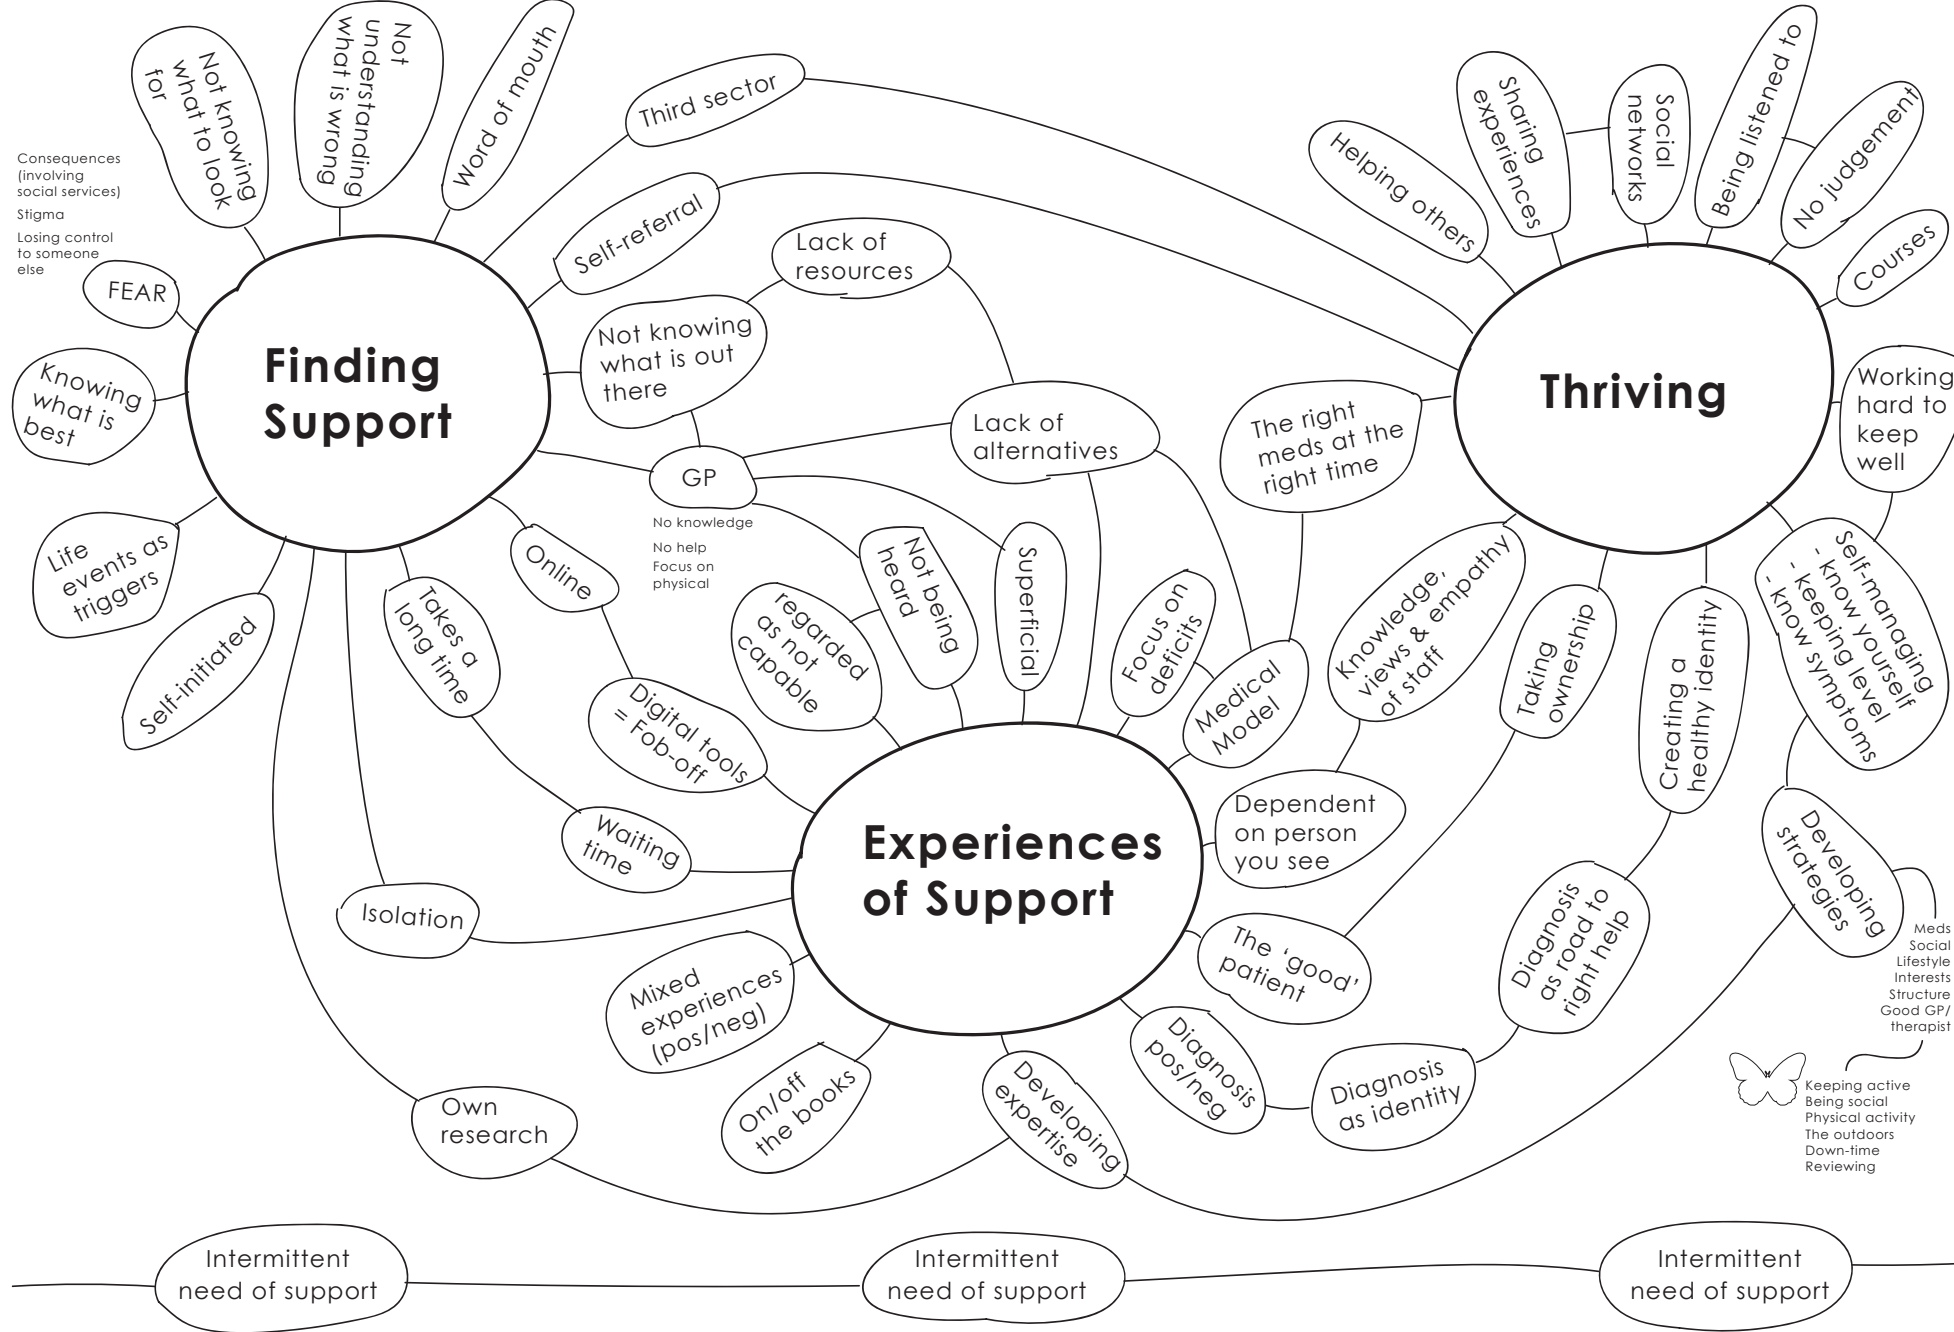 Not knowing
what to look
for
Not
understanding
what is wrong
Word of mouth
Third sector
Self-referral
Consequences
(involving
social services)
Stigma
Losing control
to someone
else
FEAR
Knowing
what is
best
Life
events as
triggers
Self-initiated
Finding
Support
Lack of
resources
Not knowing
what is out
there
GP
No knowledge
No help
Focus on
physical
Lack of
alternatives
Online
Takes a
long time
Digital tools
= Fob-off
Waiting
time
Isolation
Own
research
regarded
as not
capable
Not being
heard
Superficial
Focus on
deficits
Medical
Model
Experiences
of Support
Dependent
on person
you see
The ‘good’
patient
Diagnosis
pos/neg
Diagnosis
as identity
Developing
expertise
On/off
the books
Mixed
experiences
(pos/neg)
Helping others
Sharing
experiences
Social
networks
Being listened to
No judgement
Courses
Thriving
The right
meds at the
right time
Working
hard to
keep
well
Knowledge,
views & empathy
of staff
Taking
ownership
Creating a
healthy identity
Self-managing
- know yourself
- keeping level
- know symptoms
Diagnosis
as road to
right help
Developing
strategies
Meds
Social
Lifestyle
Interests
Structure
Good GP/
therapist
Keeping active
Being social
Physical activity
The outdoors
Down-time
Reviewing
Intermittent
need of support
Intermittent
need of support
Intermittent
need of support